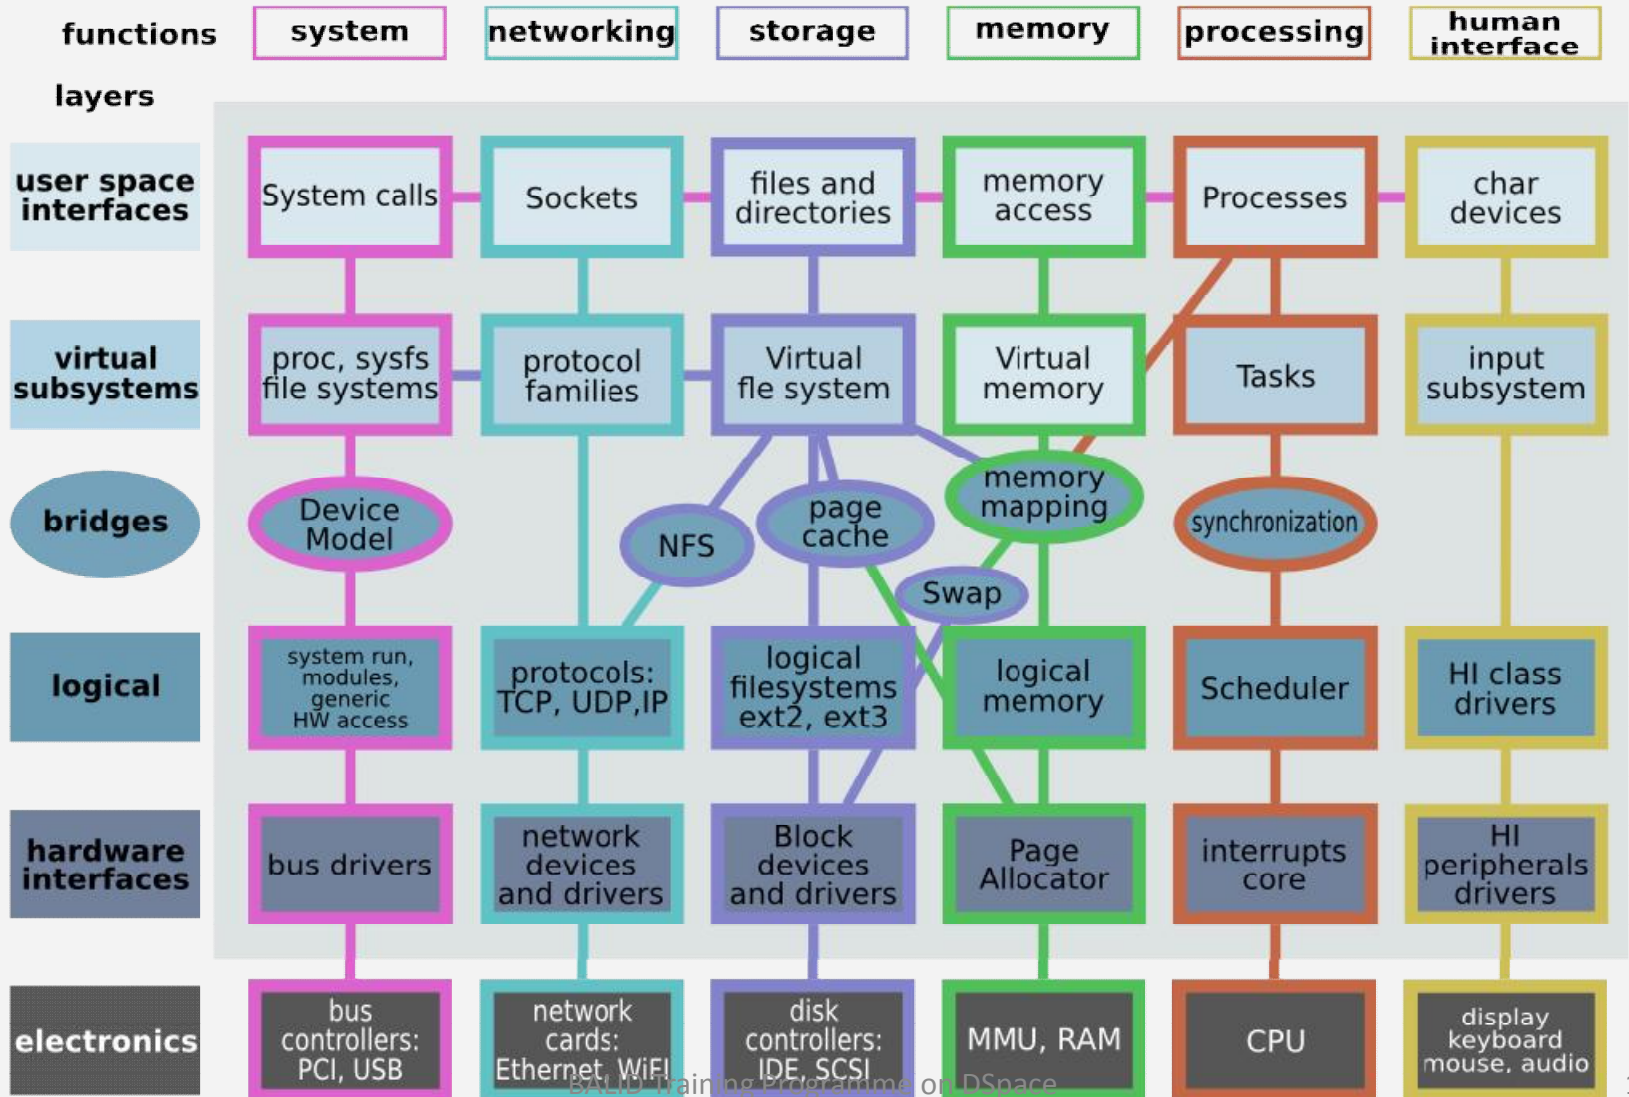 functions
system
networking
storage
memory
processing
human
interface
layers
user space
interfaces
System calls
Sockets
files and
directories
memory
access
Processes
char
devices
virtual
subsystems
proc, sysfs
file systems
protocol
families
Virtual
fle system
Virtual
memory
Tasks
input
subsystem
bridges
Device
Model
NFS
page
cache
memory
mapping
Swap
synchronization
logical
system run,
modules,
generic
HW access
protocols:
TCP, UDP,IP
logical
filesystems
ext2, ext3
logical
memory
Scheduler
HI class
drivers
hardware
interfaces
bus drivers
network
devices
and drivers
Block
devices
and drivers
Page
Allocator
interrupts
core
HI
peripherals
drivers
electronics
bus
controllers:
PCI, USB
network
cards:
Ethernet, WiFI
disk
controllers:
IDE, SCSI
MMU, RAM
CPU
display
keyboard
mouse, audio
BALID Training Programme on DSpace